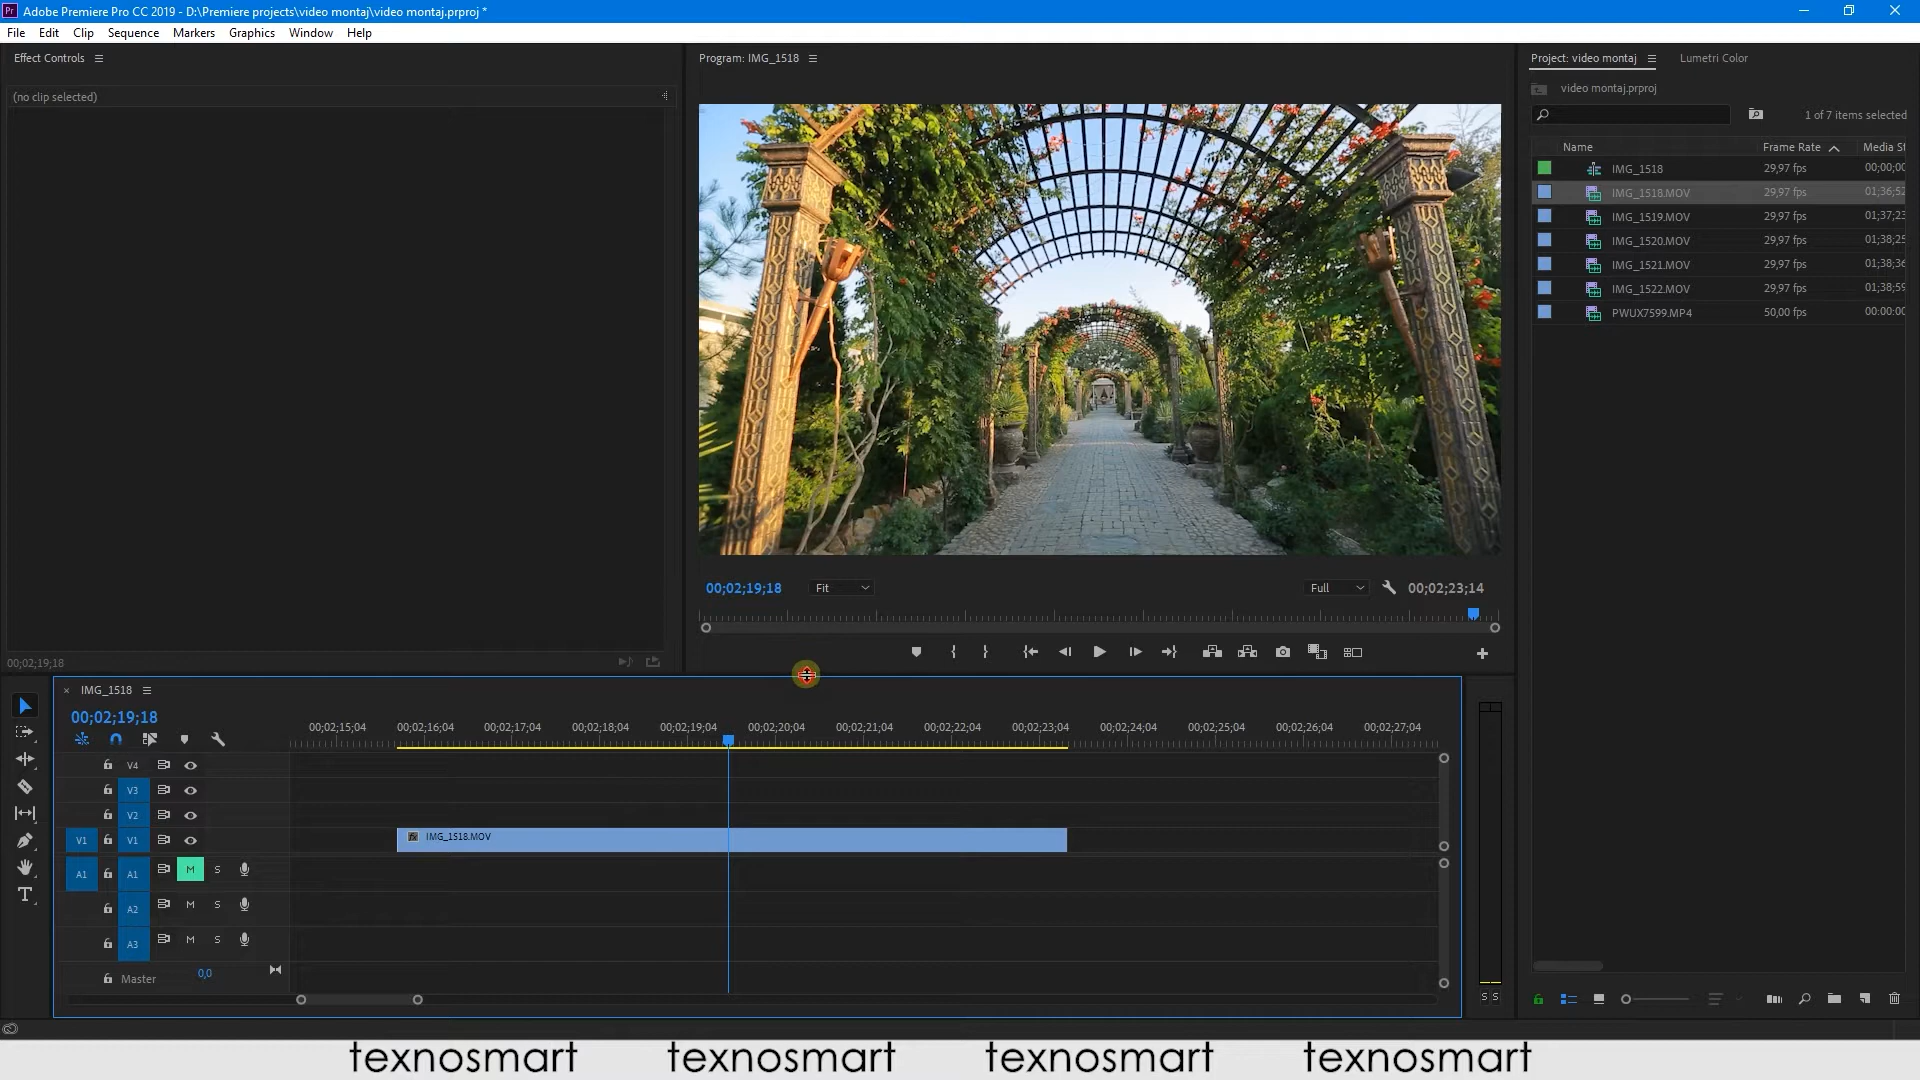 Adobe Premiere Pro CC 2019 - D:\Premiere projects\video montaj\video montaj.prproj *
File Edit Clip Sequence Markers Graphics Window Help
Effect Controls
(no clip selected)
00;02;19;18
Program: IMG_1518
00;02;19;18 Fit Full 00;02;23;14
Project: video montaj Lumetri Color
video montaj.prproj
1 of 7 items selected
Name Frame Rate Media St
IMG_1518 29,97 fps 00;00;00
IMG_1518.MOV 29,97 fps 01;36;52
IMG_1519.MOV 29,97 fps 01;37;23
IMG_1520.MOV 29,97 fps 01;38;25
IMG_1521.MOV 29,97 fps 01;38;36
IMG_1522.MOV 29,97 fps 01;38;59
PWUX7599.MP4 50,00 fps 00:00:00
IMG_1518
00;02;19;18
00;02;15;04 00;02;16;04 00;02;17;04 00;02;18;04 00;02;19;04 00;02;20;04 00;02;21;04 00;02;22;04 00;02;23;04 00;02;24;04 00;02;25;04 00;02;26;04 00;02;27;04
V4
V3
V2
V1 V1 IMG_1518.MOV
A1 A1 M S
A2 M S
A3 M S
Master 0,0
S S
texnosmart texnosmart texnosmart texnosmart